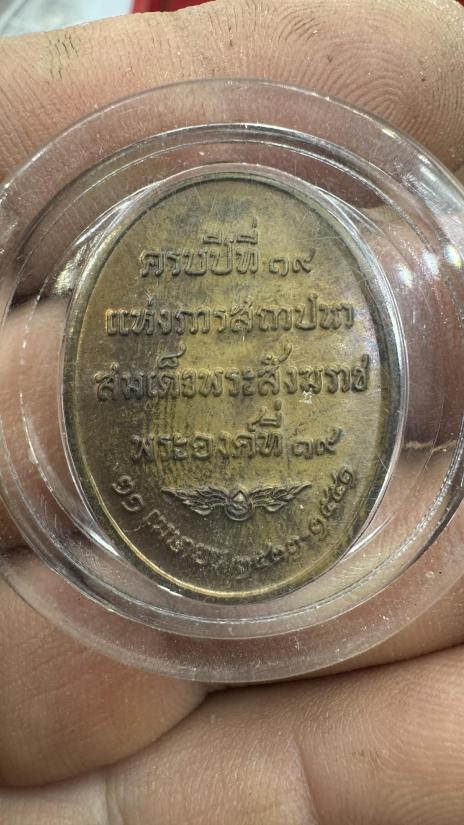 ครบปีที่ ๑๙
แห่งการสถาปนา
สมเด็จพระสังฆราช
พระองค์ที่ ๑๙
๒๑ เมษายน ๒๕๓๒-๒๕๕๑